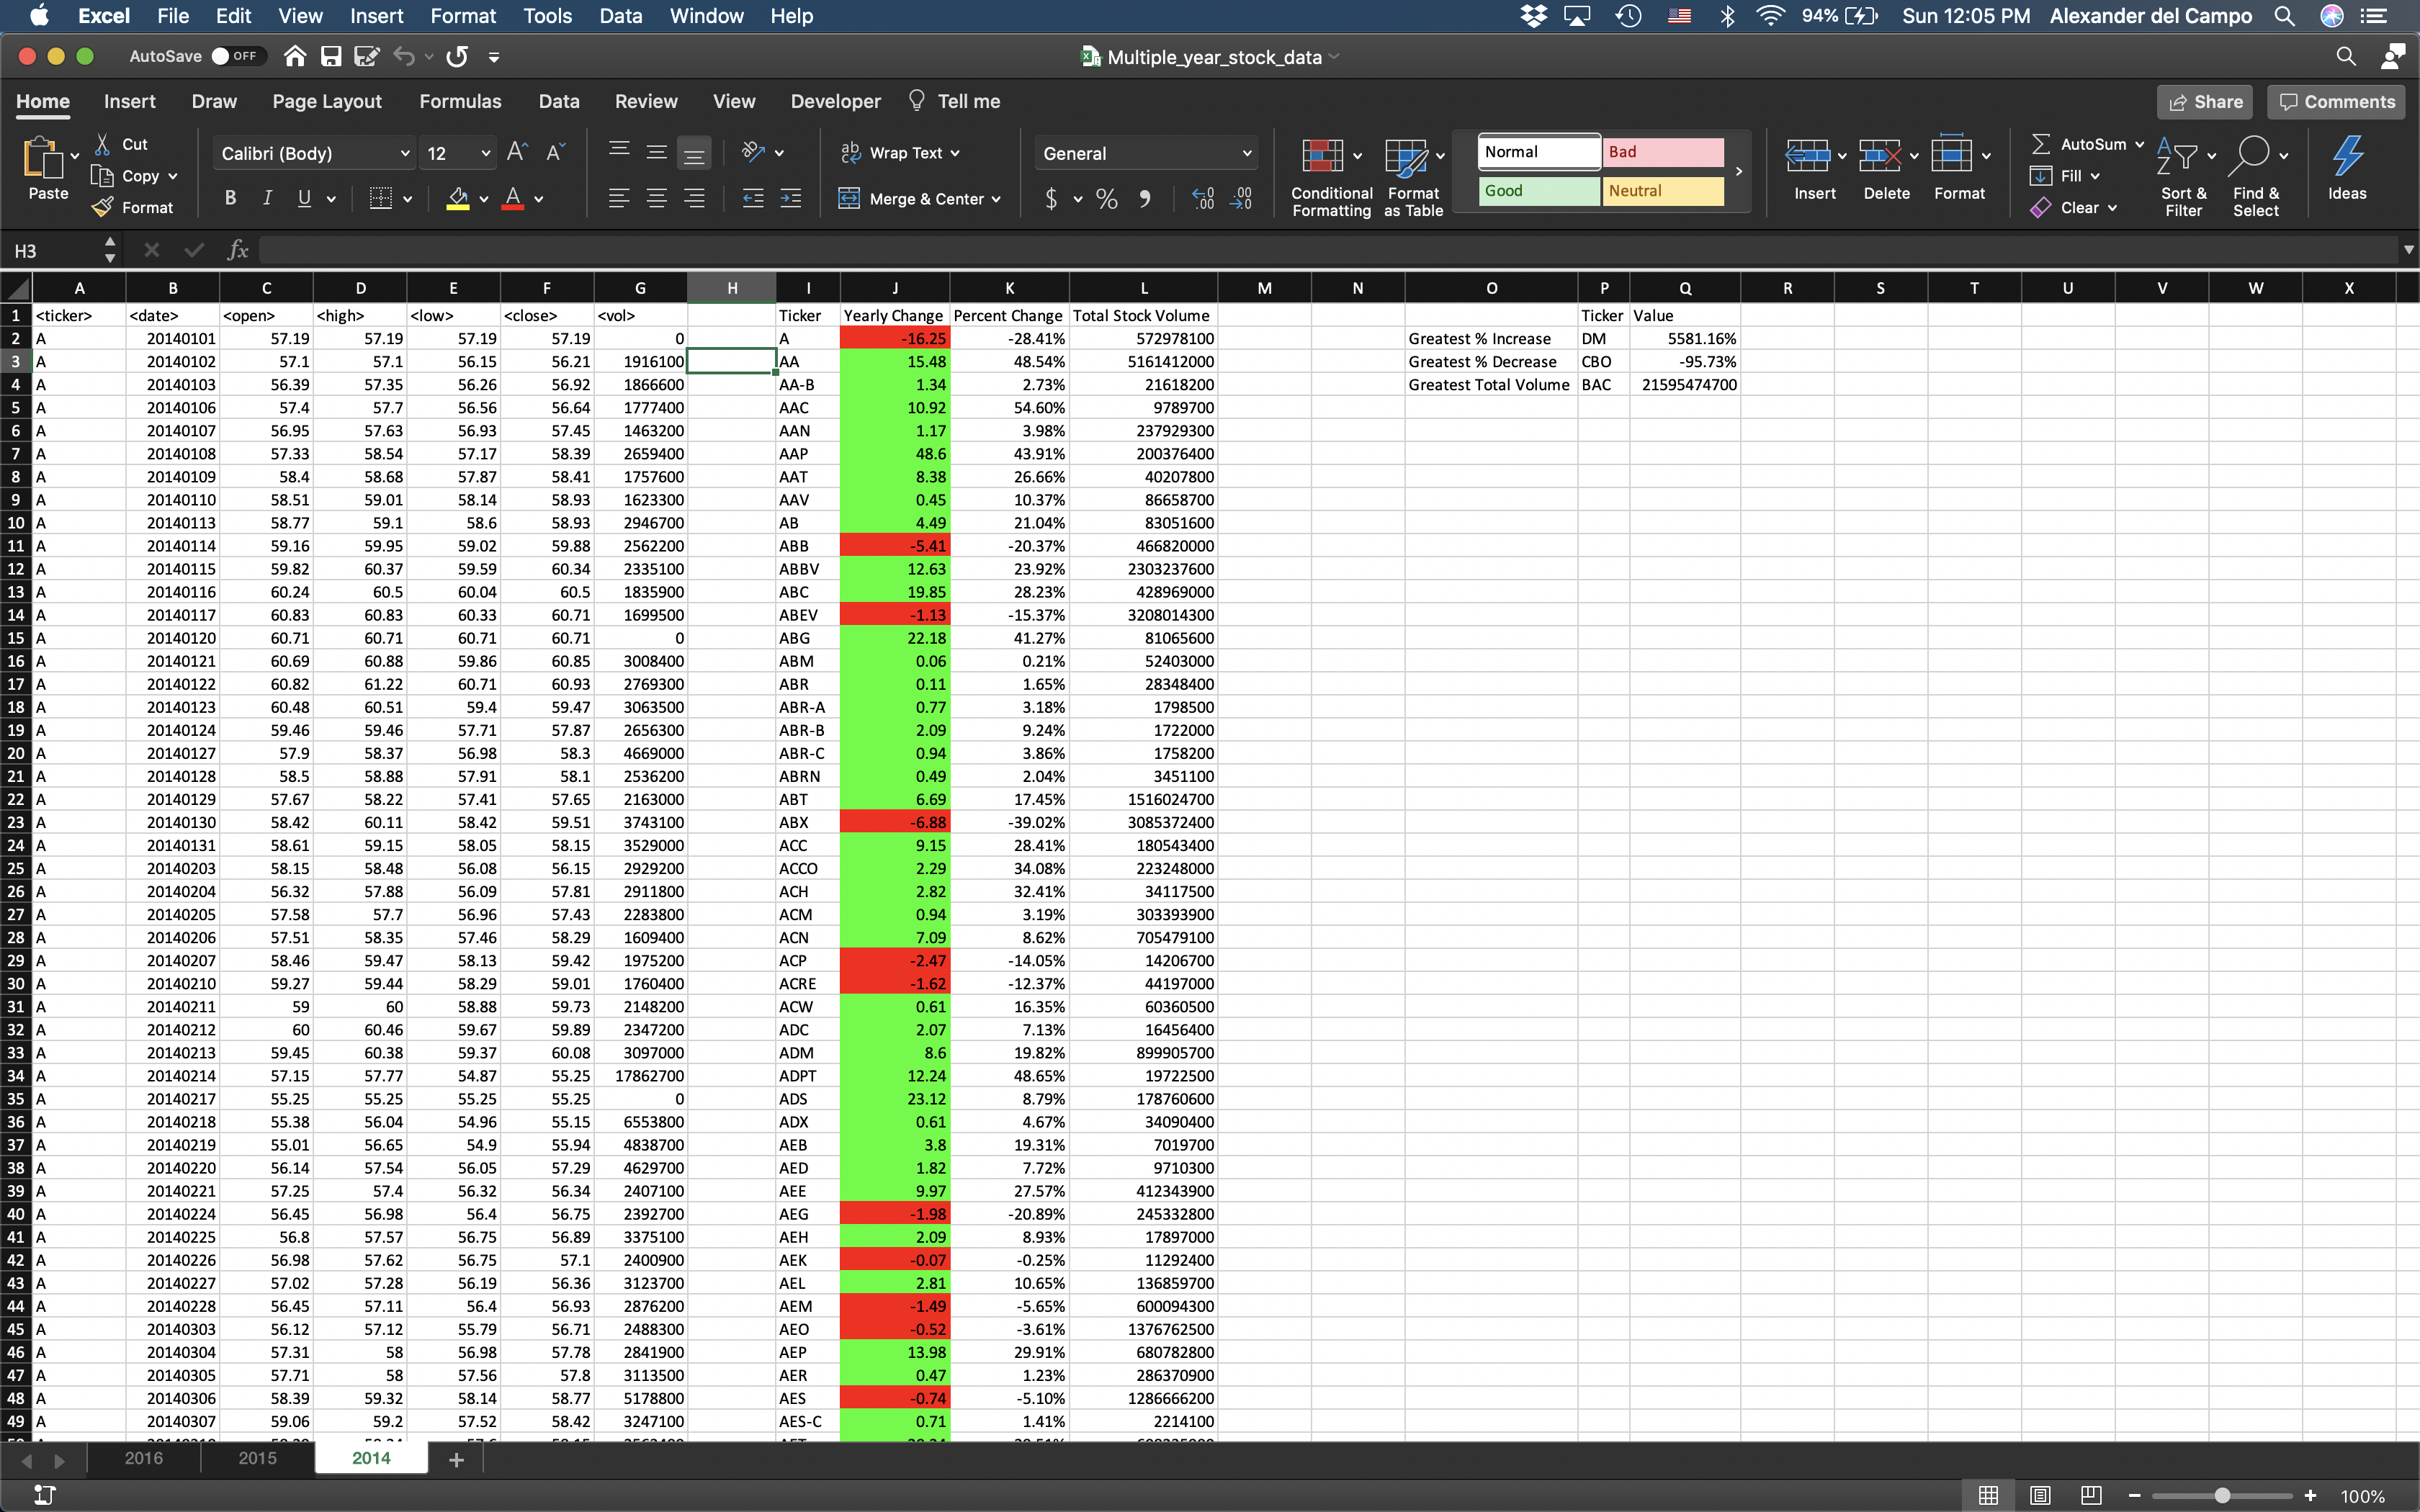 Excel File Edit View Insert Format Tools Data Window Help 94% Sun 12:05 PM Alexander del Campo
AutoSave OFF Multiple_year_stock_data
Home Insert Draw Page Layout Formulas Data Review View Developer Tell me Share Comments
Paste Cut Copy Format
Calibri (Body) 12
B I U A
Wrap Text
Merge & Center
General
$ %
Conditional Formatting
Format as Table
Normal Bad
Good Neutral
Insert Delete Format
AutoSum
Fill
Clear
Sort & Filter
Find & Select
Ideas
H3 fx
A B C D E F G H I J K L M N O P Q R S T U V W X
1 <ticker> <date> <open> <high> <low> <close> <vol> Ticker Yearly Change Percent Change Total Stock Volume Ticker Value
2 A 20140101 57.19 57.19 57.19 57.19 0 A -16.25 -28.41% 572978100 Greatest % Increase DM 5581.16%
3 A 20140102 57.1 57.1 56.15 56.21 1916100 AA 15.48 48.54% 5161412000 Greatest % Decrease CBO -95.73%
4 A 20140103 56.39 57.35 56.26 56.92 1866600 AA-B 1.34 2.73% 21618200 Greatest Total Volume BAC 21595474700
5 A 20140106 57.4 57.7 56.56 56.64 1777400 AAC 10.92 54.60% 9789700
6 A 20140107 56.95 57.63 56.93 57.45 1463200 AAN 1.17 3.98% 237929300
7 A 20140108 57.33 58.54 57.17 58.39 2659400 AAP 48.6 43.91% 200376400
8 A 20140109 58.4 58.68 57.87 58.41 1757600 AAT 8.38 26.66% 40207800
9 A 20140110 58.51 59.01 58.14 58.93 1623300 AAV 0.45 10.37% 86658700
10 A 20140113 58.77 59.1 58.6 58.93 2946700 AB 4.49 21.04% 83051600
11 A 20140114 59.16 59.95 59.02 59.88 2562200 ABB -5.41 -20.37% 466820000
12 A 20140115 59.82 60.37 59.59 60.34 2335100 ABBV 12.63 23.92% 2303237600
13 A 20140116 60.24 60.5 60.04 60.5 1835900 ABC 19.85 28.23% 428969000
14 A 20140117 60.83 60.83 60.33 60.71 1699500 ABEV -1.13 -15.37% 3208014300
15 A 20140120 60.71 60.71 60.71 60.71 0 ABG 22.18 41.27% 81065600
16 A 20140121 60.69 60.88 59.86 60.85 3008400 ABM 0.06 0.21% 52403000
17 A 20140122 60.82 61.22 60.71 60.93 2769300 ABR 0.11 1.65% 28348400
18 A 20140123 60.48 60.51 59.4 59.47 3063500 ABR-A 0.77 3.18% 1798500
19 A 20140124 59.46 59.46 57.71 57.87 2656300 ABR-B 2.09 9.24% 1722000
20 A 20140127 57.9 58.37 56.98 58.3 4669000 ABR-C 0.94 3.86% 1758200
21 A 20140128 58.5 58.88 57.91 58.1 2536200 ABRN 0.49 2.04% 3451100
22 A 20140129 57.67 58.22 57.41 57.65 2163000 ABT 6.69 17.45% 1516024700
23 A 20140130 58.42 60.11 58.42 59.51 3743100 ABX -6.88 -39.02% 3085372400
24 A 20140131 58.61 59.15 58.05 58.15 3529000 ACC 9.15 28.41% 180543400
25 A 20140203 58.15 58.48 56.08 56.15 2929200 ACCO 2.29 34.08% 223248000
26 A 20140204 56.32 57.88 56.09 57.81 2911800 ACH 2.82 32.41% 34117500
27 A 20140205 57.58 57.7 56.96 57.43 2283800 ACM 0.94 3.19% 303393900
28 A 20140206 57.51 58.35 57.46 58.29 1609400 ACN 7.09 8.62% 705479100
29 A 20140207 58.46 59.47 58.13 59.42 1975200 ACP -2.47 -14.05% 14206700
30 A 20140210 59.27 59.44 58.29 59.01 1760400 ACRE -1.62 -12.37% 44197000
31 A 20140211 59 60 58.88 59.73 2148200 ACW 0.61 16.35% 60360500
32 A 20140212 60 60.46 59.67 59.89 2347200 ADC 2.07 7.13% 16456400
33 A 20140213 59.45 60.38 59.37 60.08 3097000 ADM 8.6 19.82% 899905700
34 A 20140214 57.15 57.77 54.87 55.25 17862700 ADPT 12.24 48.65% 19722500
35 A 20140217 55.25 55.25 55.25 55.25 0 ADS 23.12 8.79% 178760600
36 A 20140218 55.38 56.04 54.96 55.15 6553800 ADX 0.61 4.67% 34090400
37 A 20140219 55.01 56.65 54.9 55.94 4838700 AEB 3.8 19.31% 7019700
38 A 20140220 56.14 57.54 56.05 57.29 4629700 AED 1.82 7.72% 9710300
39 A 20140221 57.25 57.4 56.32 56.34 2407100 AEE 9.97 27.57% 412343900
40 A 20140224 56.45 56.98 56.4 56.75 2392700 AEG -1.98 -20.89% 245332800
41 A 20140225 56.8 57.57 56.75 56.89 3375100 AEH 2.09 8.93% 17897000
42 A 20140226 56.98 57.62 56.75 57.1 2400900 AEK -0.07 -0.25% 11292400
43 A 20140227 57.02 57.28 56.19 56.36 3123700 AEL 2.81 10.65% 136859700
44 A 20140228 56.45 57.11 56.4 56.93 2876200 AEM -1.49 -5.65% 600094300
45 A 20140303 56.12 57.12 55.79 56.71 2488300 AEO -0.52 -3.61% 1376762500
46 A 20140304 57.31 58 56.98 57.78 2841900 AEP 13.98 29.91% 680782800
47 A 20140305 57.71 58 57.56 57.8 3113500 AER 0.47 1.23% 286370900
48 A 20140306 58.39 59.32 58.14 58.77 5178800 AES -0.74 -5.10% 1286666200
49 A 20140307 59.06 59.2 57.52 58.42 3247100 AES-C 0.71 1.41% 2214100
2016 2015 2014 +
100%